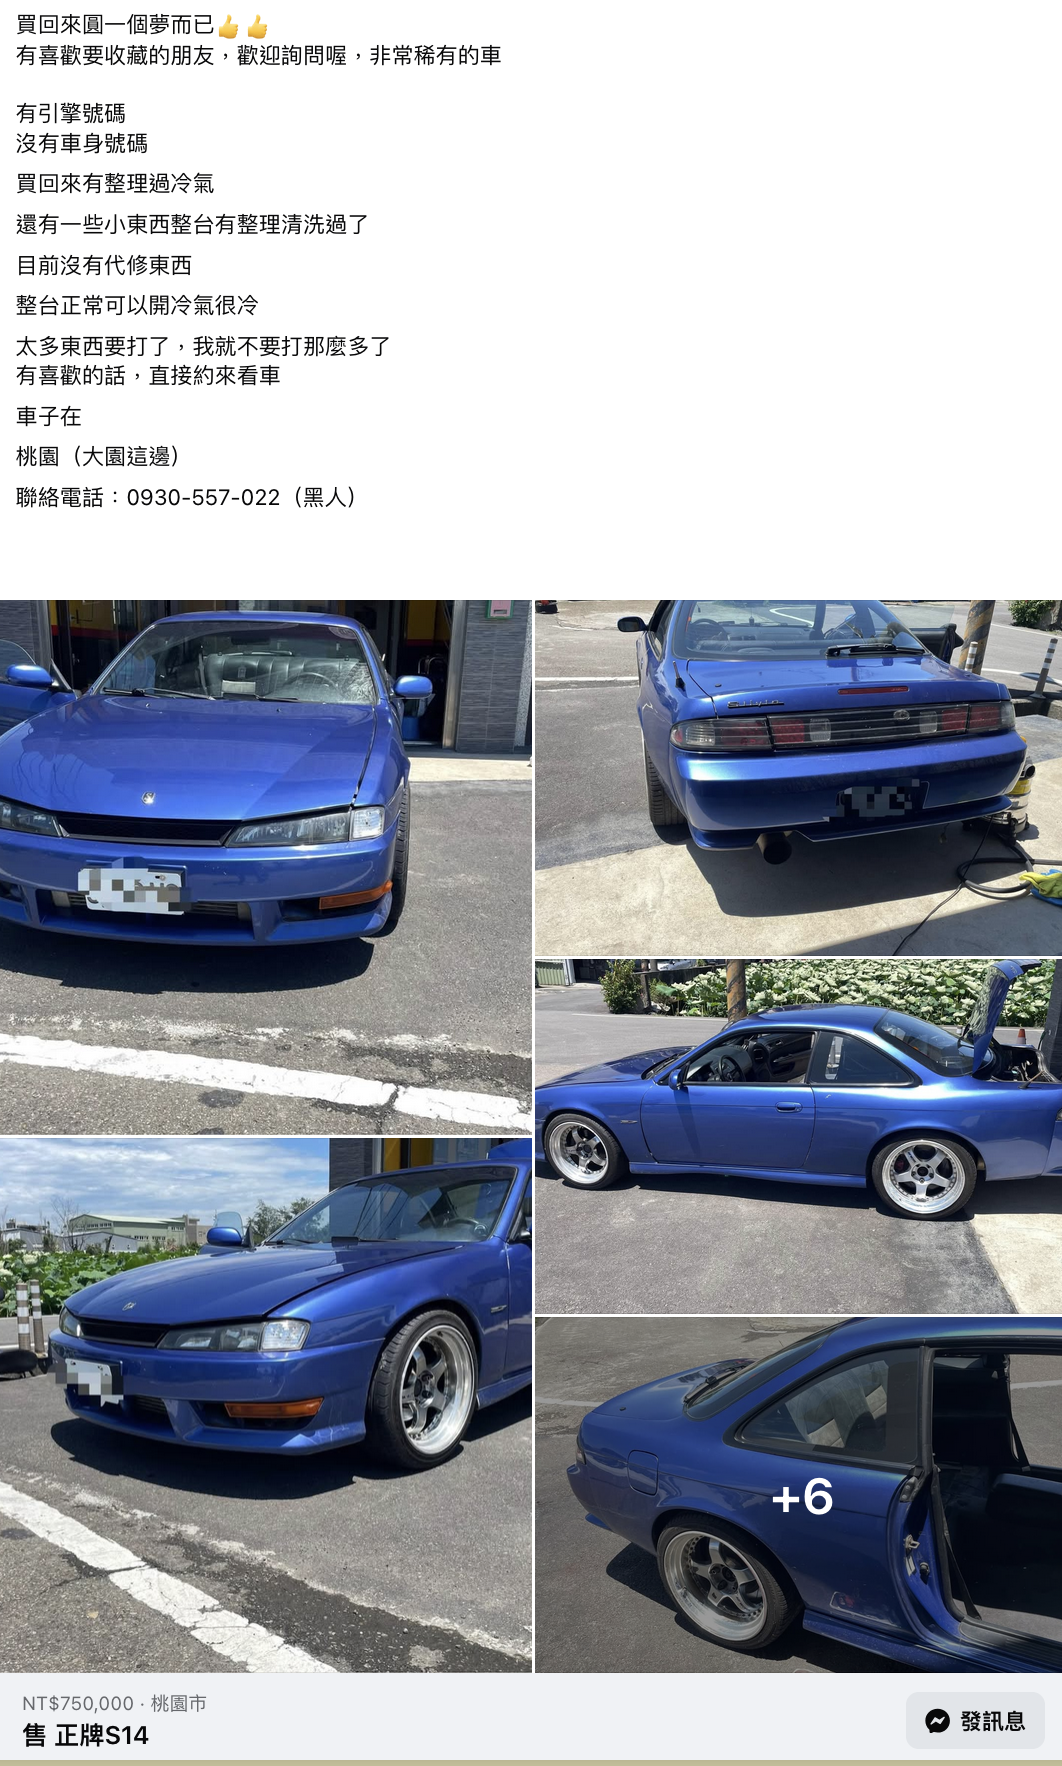 買回來圓一個夢而已👍👍
有喜歡要收藏的朋友，歡迎詢問喔，非常稀有的車
有引擎號碼
沒有車身號碼
買回來有整理過冷氣
還有一些小東西整台有整理清洗過了
目前沒有代修東西
整台正常可以開冷氣很冷
太多東西要打了，我就不要打那麼多了
有喜歡的話，直接約來看車
車子在
桃園（大園這邊）
聯絡電話：0930-557-022（黑人）
Silvia
+6
NT$750,000 · 桃園市
售 正牌S14
發訊息